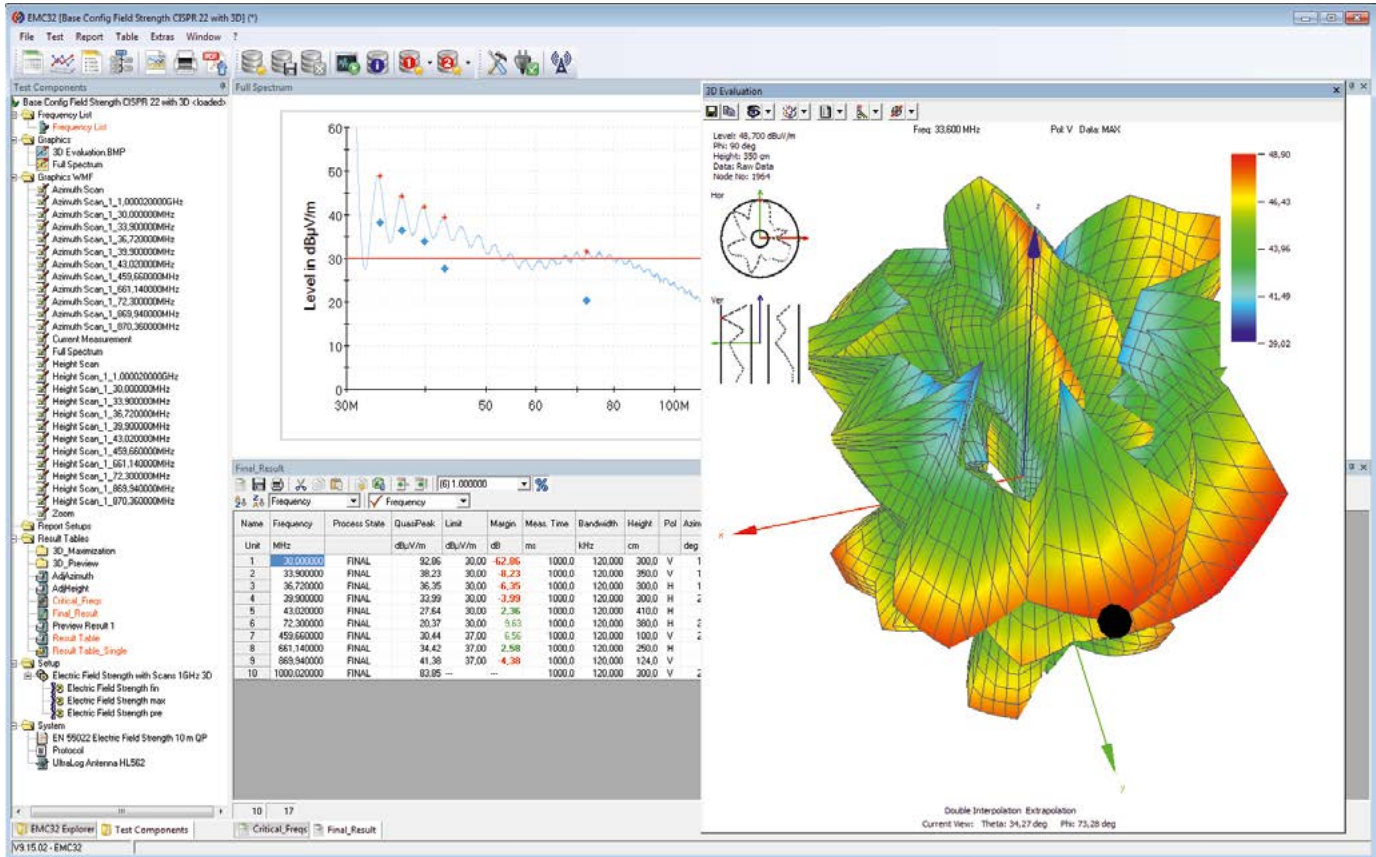 EMC32 [Base Config Field Strength CISPR 22 with 3D] (*)
File Test Report Table Extras Window ?
Test Components
Base Config Field Strength CISPR 22 with 3D <loaded>
Frequency List
Frequency List
Graphics
3D Evaluation.BMP
Full Spectrum
Graphics WMF
Azimuth Scan
Azimuth Scan_1_1,000020000GHz
Azimuth Scan_1_30,000000MHz
Azimuth Scan_1_33,900000MHz
Azimuth Scan_1_36,720000MHz
Azimuth Scan_1_39,900000MHz
Azimuth Scan_1_43,020000MHz
Azimuth Scan_1_459,660000MHz
Azimuth Scan_1_661,140000MHz
Azimuth Scan_1_72,300000MHz
Azimuth Scan_1_869,940000MHz
Azimuth Scan_1_870,360000MHz
Current Measurement
Full Spectrum
Height Scan
Height Scan_1_1,000020000GHz
Height Scan_1_30,000000MHz
Height Scan_1_33,900000MHz
Height Scan_1_36,720000MHz
Height Scan_1_39,900000MHz
Height Scan_1_43,020000MHz
Height Scan_1_459,660000MHz
Height Scan_1_661,140000MHz
Height Scan_1_72,300000MHz
Height Scan_1_869,940000MHz
Height Scan_1_870,360000MHz
Zoom
Report Setups
Result Tables
3D_Maximization
3D_Preview
AdjAzimuth
AdjHeight
Critical_Freqs
Final_Result
Preview Result 1
Result Table
Result Table_Single
Setup
Electric Field Strength with Scans 1GHz 3D
Electric Field Strength fin
Electric Field Strength max
Electric Field Strength pre
System
EN 55022 Electric Field Strength 10 m QP
Protocol
UltraLog Antenna HL562
EMC32 Explorer Test Components
V9.15.02 - EMC32
Full Spectrum
Level in dBµV/m
60
50
40
30
20
10
0
30M 50 60 80 100M
Final_Result
(6) 1.000000
Frequency Frequency
Name Frequency Process State QuasiPeak Limit Margin Meas. Time Bandwidth Height Pol
Unit MHz dBµV/m dBµV/m dB ms kHz cm deg
1 30,000000 FINAL 92,86 30,00 -62,86 1000,0 120,000 300,0 V 1
2 33,900000 FINAL 38,23 30,00 -8,23 1000,0 120,000 350,0 V 1
3 36,720000 FINAL 36,35 30,00 -6,35 1000,0 120,000 300,0 H 1
4 39,900000 FINAL 33,99 30,00 -3,99 1000,0 120,000 300,0 H 2
5 43,020000 FINAL 27,64 30,00 2,36 1000,0 120,000 410,0 H
6 72,300000 FINAL 20,37 30,00 9,63 1000,0 120,000 380,0 H 3
7 459,660000 FINAL 30,44 37,00 6,56 1000,0 120,000 100,0 V 2
8 661,140000 FINAL 34,42 37,00 2,58 1000,0 120,000 250,0 H
9 869,940000 FINAL 41,38 37,00 -4,38 1000,0 120,000 124,0 V
10 1000,020000 FINAL 83,85 --- --- 1000,0 120,000 300,0 V 2
10 17
Critical_Freqs Final_Result
3D Evaluation
Level: 48,700 dBuV/m
Phi: 90 deg
Height: 350 cm
Data: Raw Data
Node No: 1964
Freq: 33,600 MHz
Pol: V Data: MAX
Hor
Ver
48,90
46,43
43,96
41,49
39,02
z
x
y
Double Interpolation Extrapolation
Current View: Theta: 34,27 deg Phi: 73,28 deg